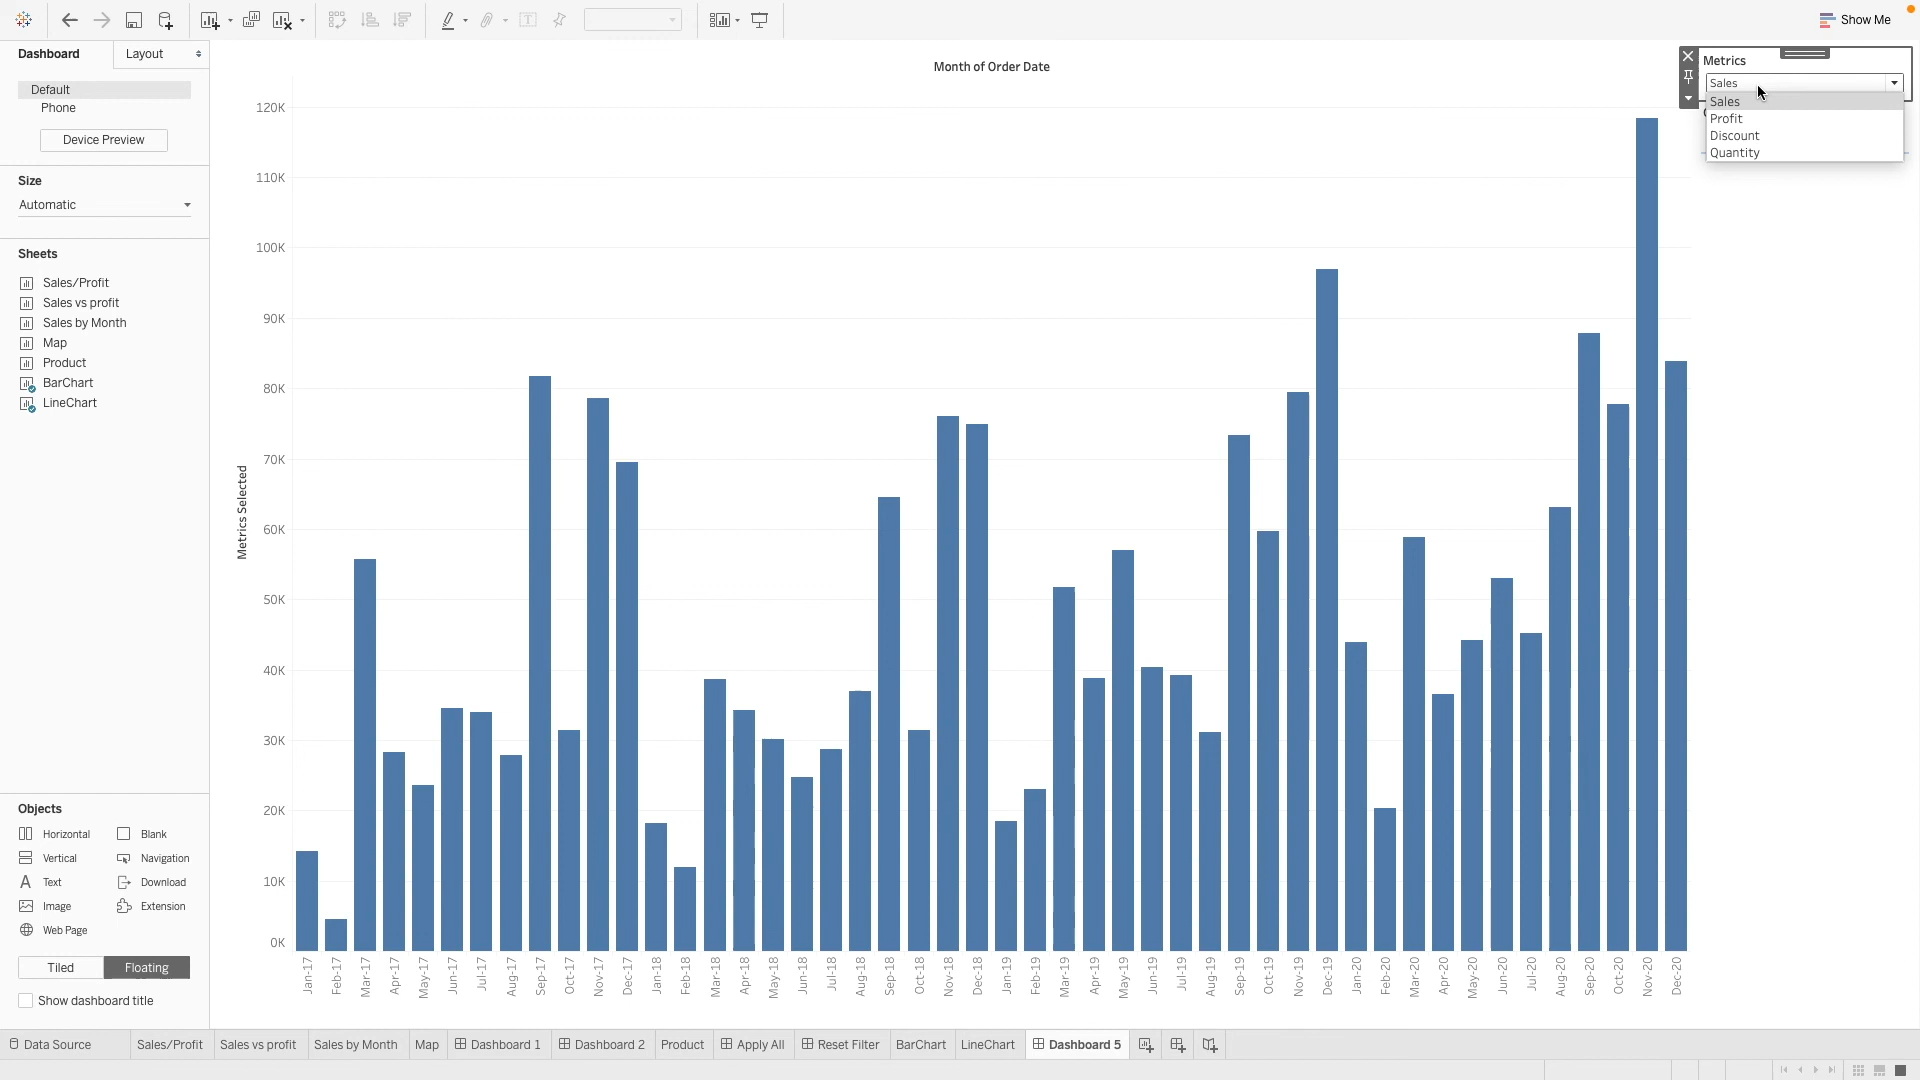 Show Me
Dashboard
Layout
Default
Phone
Device Preview
Size
Automatic
Sheets
Sales/Profit
Sales vs profit
Sales by Month
Map
Product
BarChart
LineChart
Objects
Horizontal
Blank
Vertical
Navigation
Text
Download
Image
Extension
Web Page
Tiled
Floating
Show dashboard title
Month of Order Date
Metrics Selected
120K
110K
100K
90K
80K
70K
60K
50K
40K
30K
20K
10K
0K
Jan-17
Feb-17
Mar-17
Apr-17
May-17
Jun-17
Jul-17
Aug-17
Sep-17
Oct-17
Nov-17
Dec-17
Jan-18
Feb-18
Mar-18
Apr-18
May-18
Jun-18
Jul-18
Aug-18
Sep-18
Oct-18
Nov-18
Dec-18
Jan-19
Feb-19
Mar-19
Apr-19
May-19
Jun-19
Jul-19
Aug-19
Sep-19
Oct-19
Nov-19
Dec-19
Jan-20
Feb-20
Mar-20
Apr-20
May-20
Jun-20
Jul-20
Aug-20
Sep-20
Oct-20
Nov-20
Dec-20
Metrics
Sales
Sales
Profit
Discount
Quantity
Data Source
Sales/Profit
Sales vs profit
Sales by Month
Map
Dashboard 1
Dashboard 2
Product
Apply All
Reset Filter
BarChart
LineChart
Dashboard 5